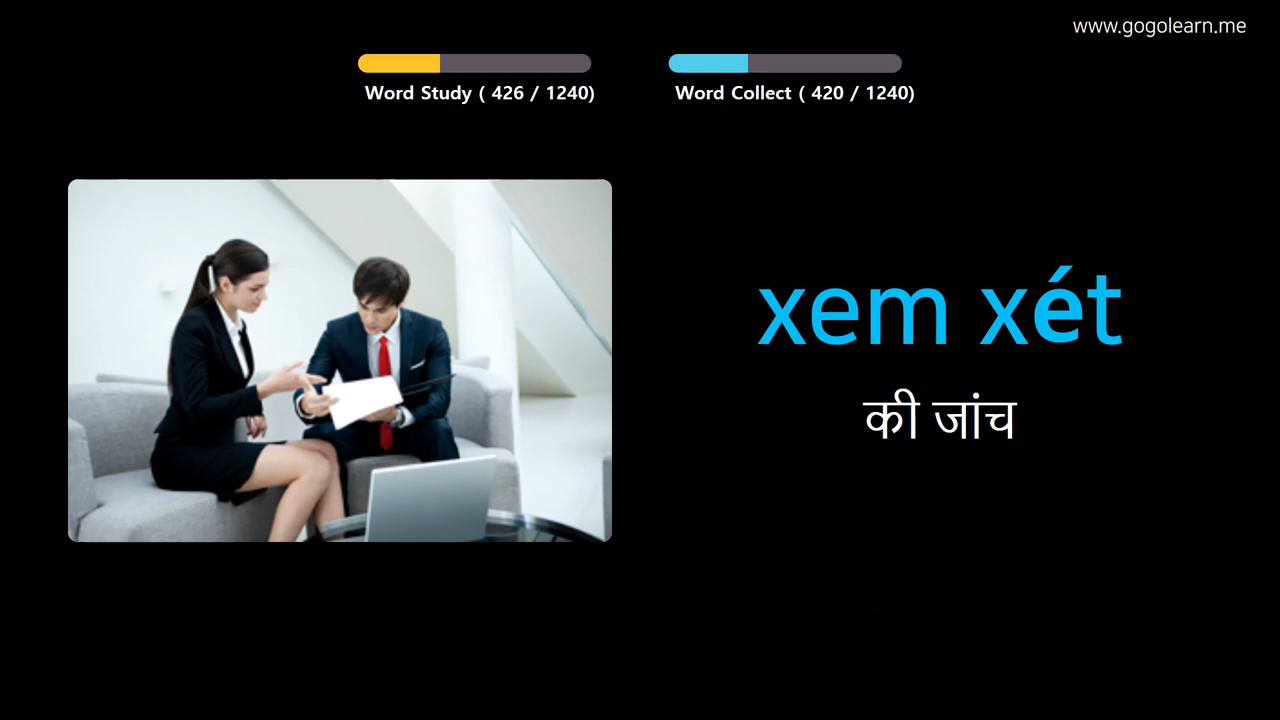 www.gogolearn.me
Word Study ( 426 / 1240)
Word Collect ( 420 / 1240)
xem xét
की जांच